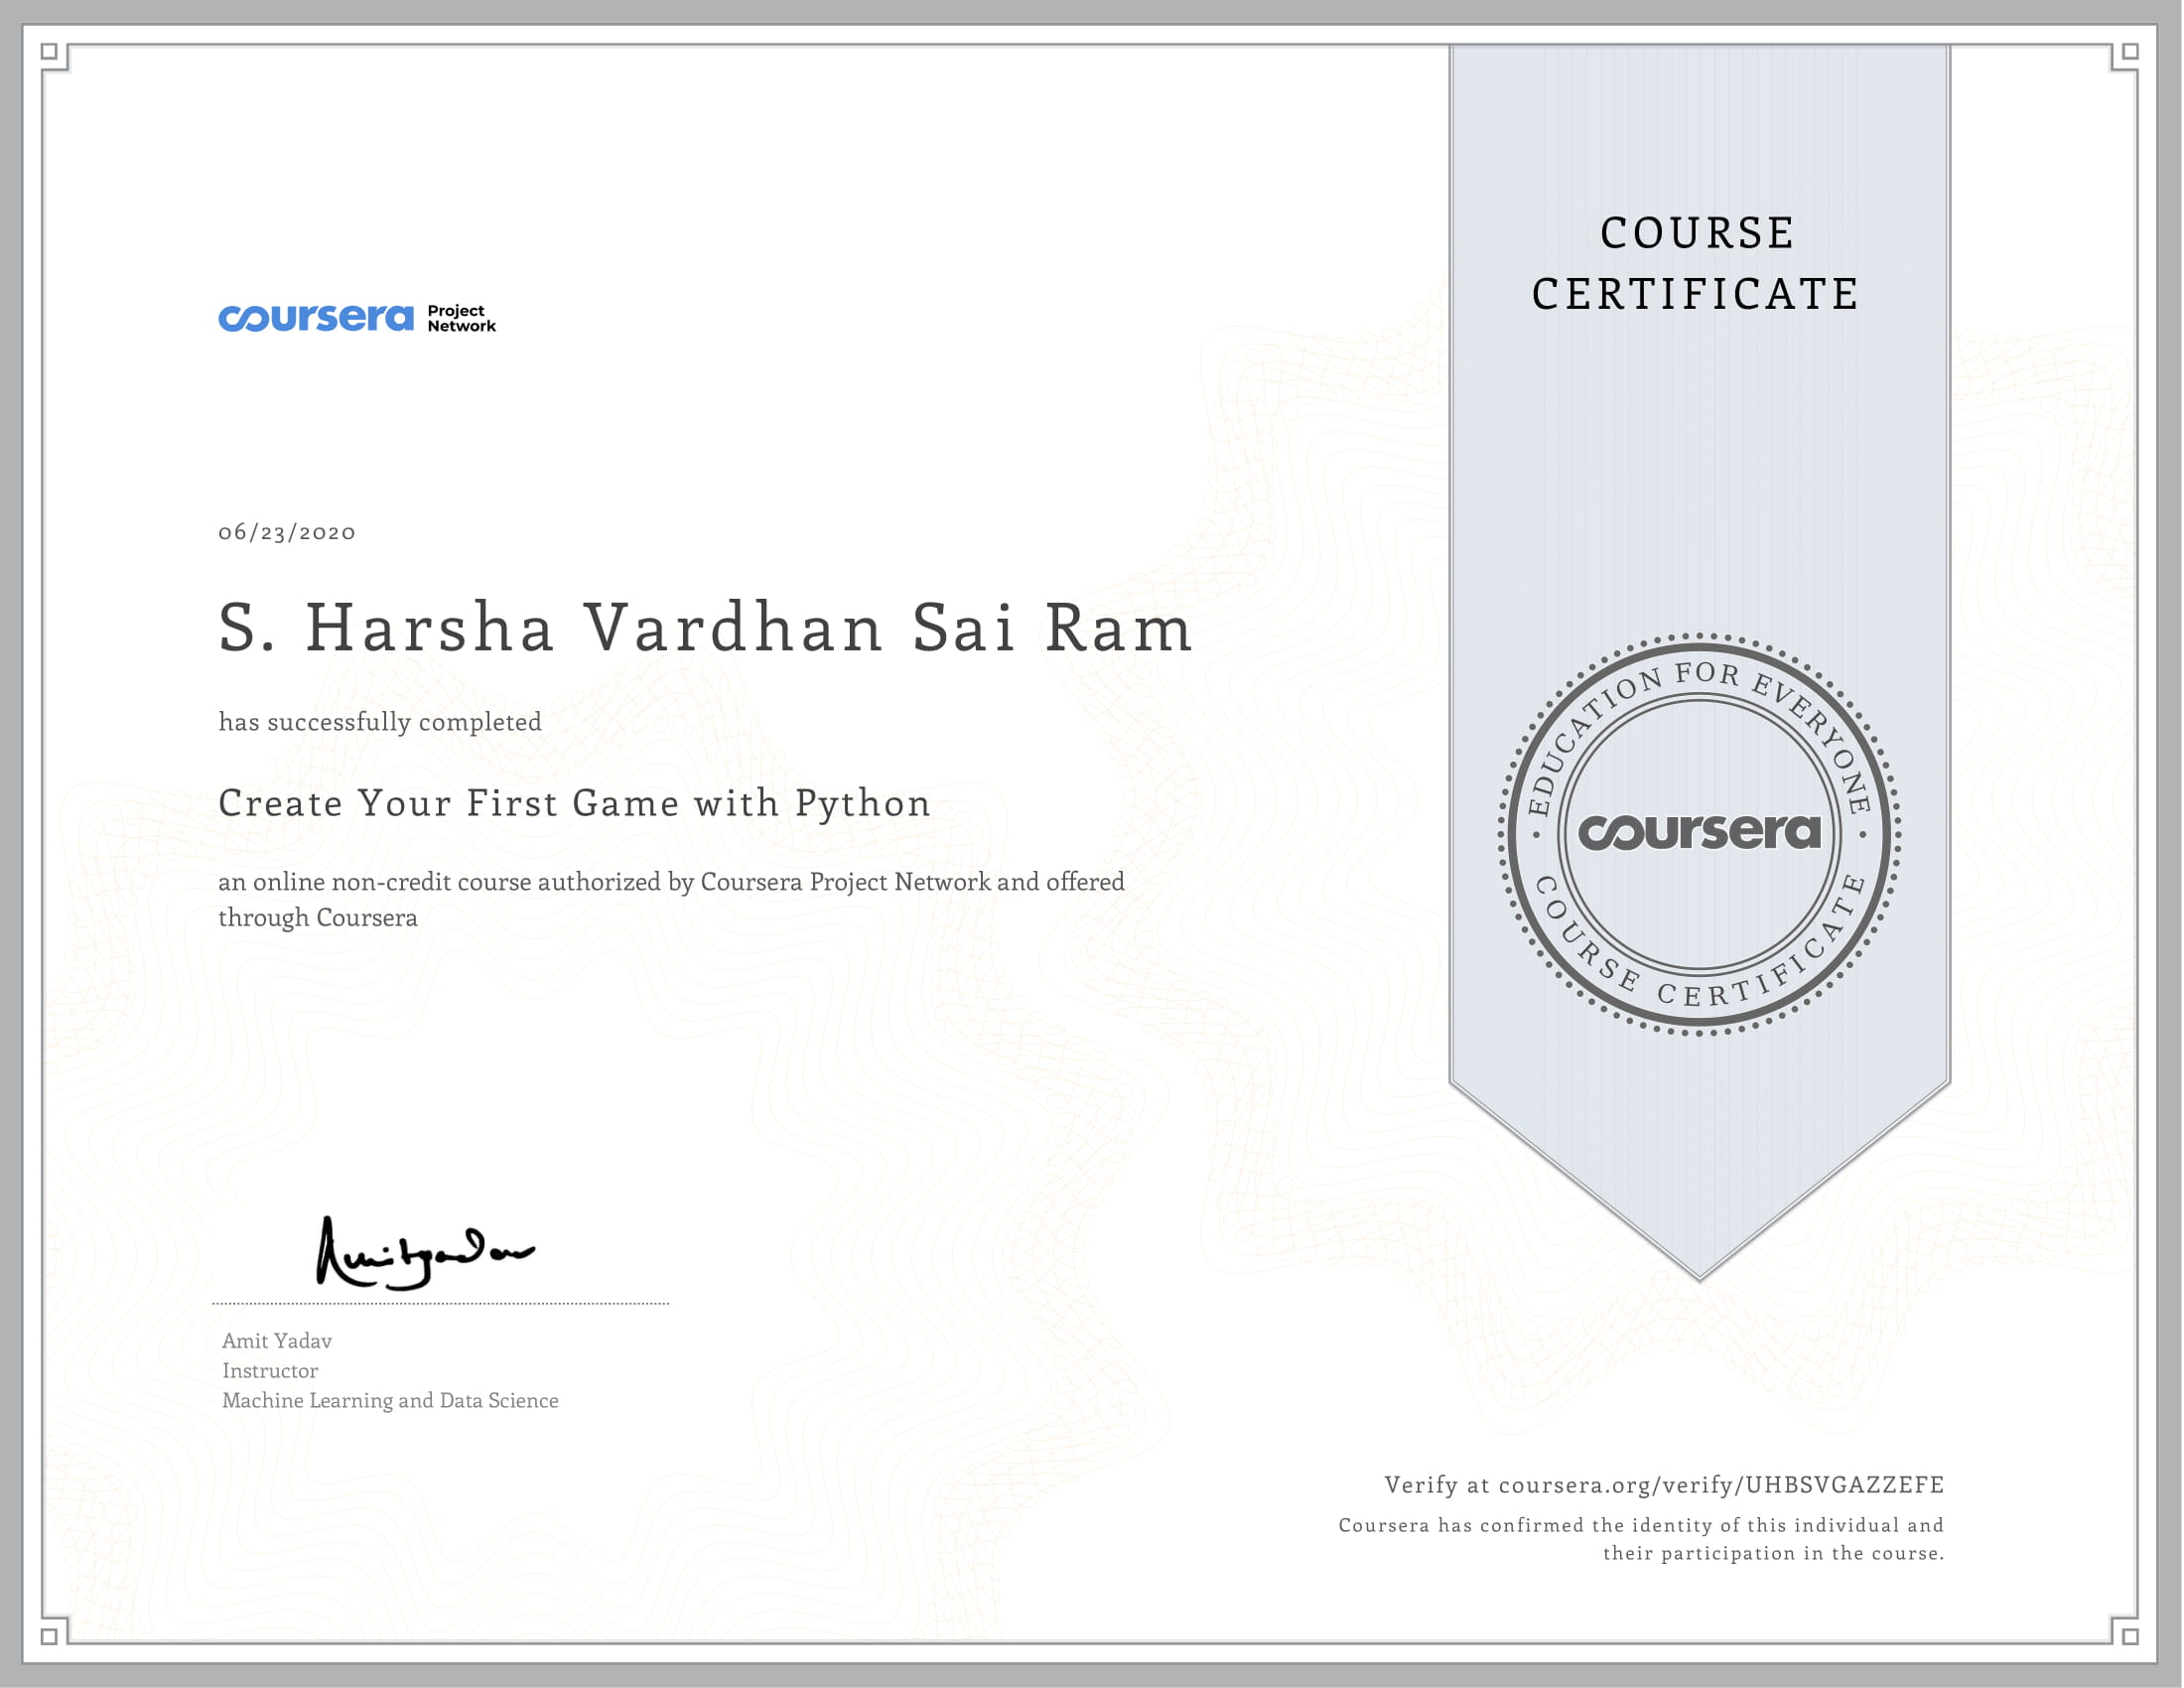 COURSE
CERTIFICATE
coursera Project
Network
06/23/2020
S. Harsha Vardhan Sai Ram
has successfully completed
Create Your First Game with Python
an online non-credit course authorized by Coursera Project Network and offered
through Coursera
EDUCATION FOR EVERYONE
coursera
COURSE CERTIFICATE
Amit Yadav
Amit Yadav
Instructor
Machine Learning and Data Science
Verify at coursera.org/verify/UHBSVGAZZEFE
Coursera has confirmed the identity of this individual and
their participation in the course.